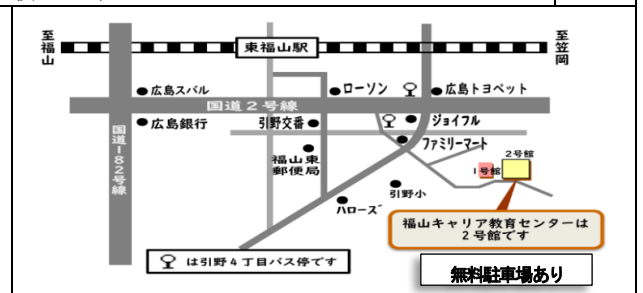 至福山
東福山駅
至笠岡
広島スバル
ローソン
広島トヨペット
国道2号線
広島銀行
引野交番
ジョイフル
国道182号線
ファミリーマート
福山東
郵便局
2号館
1号館
引野小
ハローズ
福山キャリア教育センターは
2号館です
は引野4丁目バス停です
無料駐車場あり